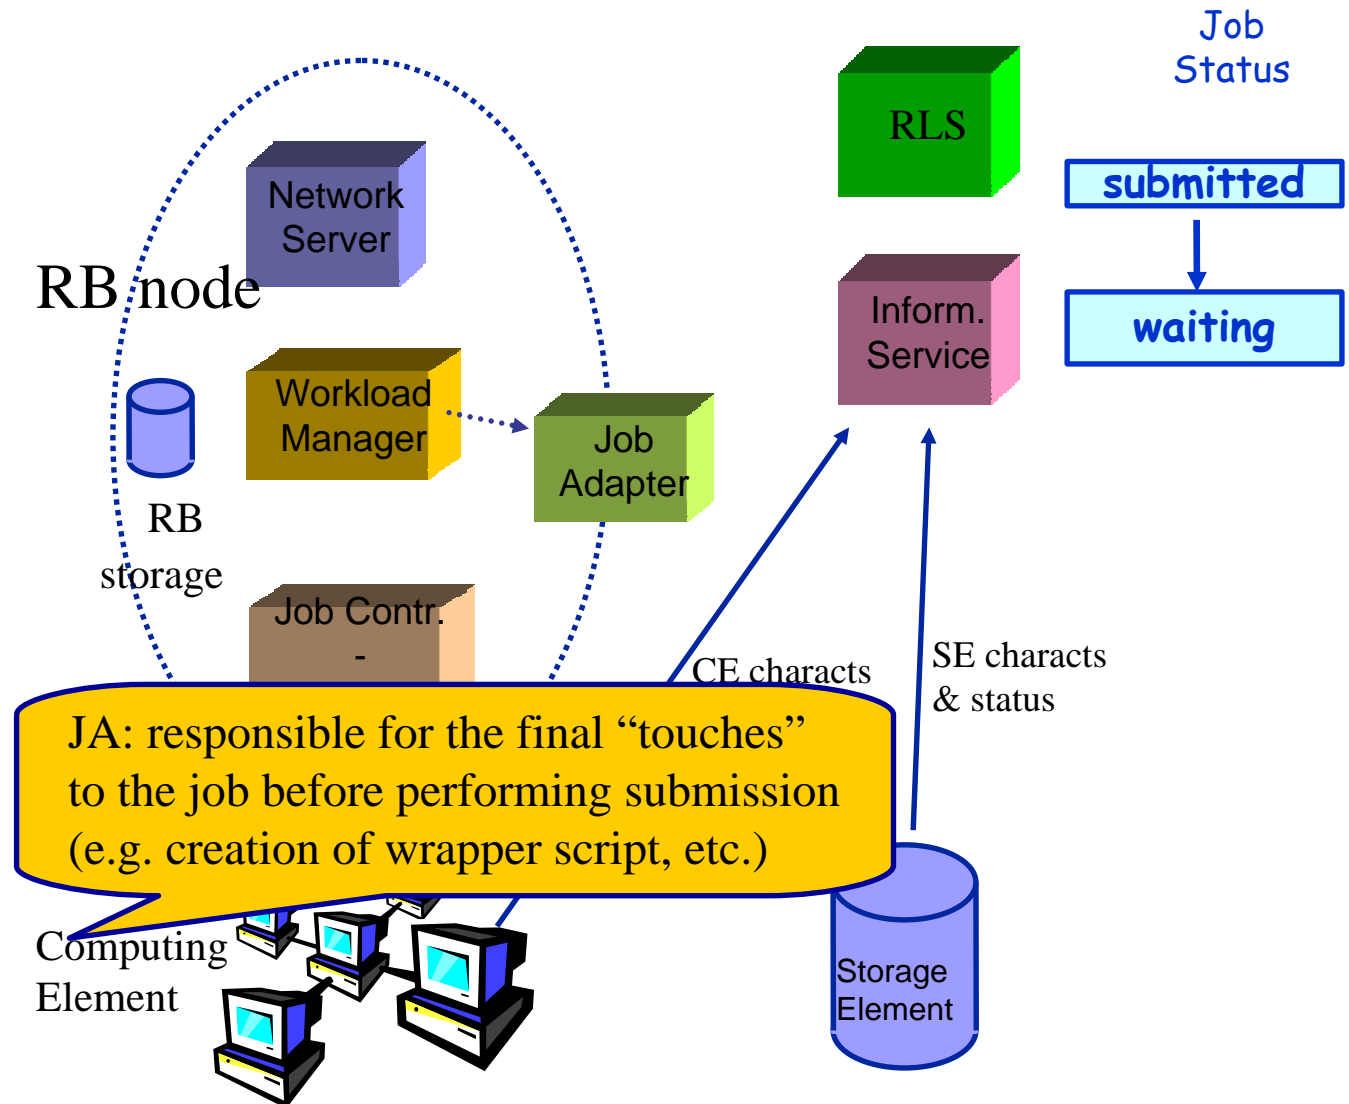 Job
Status
RLS
submitted
Network
Server
RB node
Inform.
Service
waiting
Workload
Manager
Job
Adapter
RB
storage
Job Contr.
-
CE characts
SE characts
& status
JA: responsible for the final “touches”
to the job before performing submission
(e.g. creation of wrapper script, etc.)
Computing
Element
Storage
Element